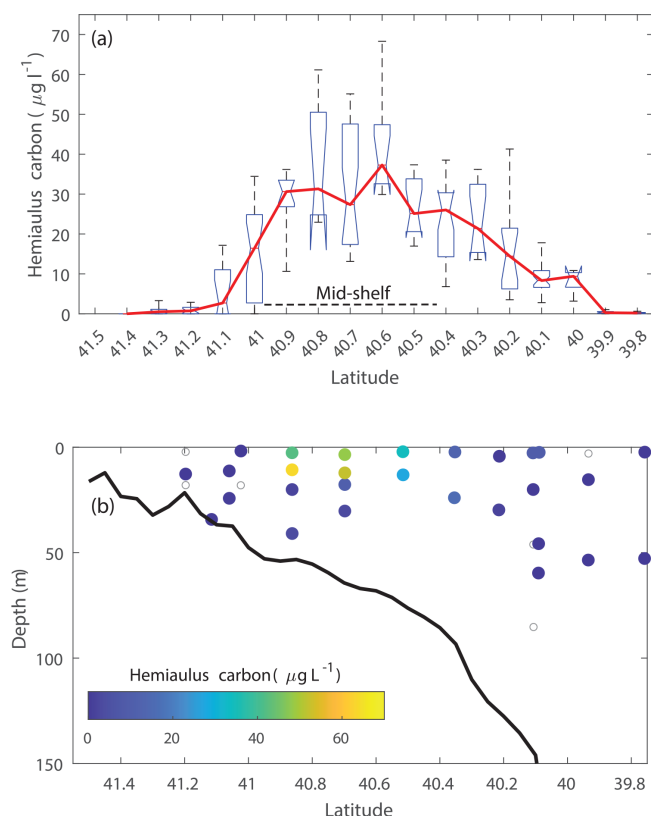 (a)
Hemiaulus carbon ( μg l⁻¹)
70
60
50
40
30
20
10
0
Mid-shelf
41.5 41.4 41.3 41.2 41.1 41 40.9 40.8 40.7 40.6 40.5 40.4 40.3 40.2 40.1 40 39.9 39.8
Latitude
(b)
Depth (m)
0
50
100
150
Hemiaulus carbon ( μg L⁻¹)
0 20 40 60
41.4 41.2 41 40.8 40.6 40.4 40.2 40 39.8
Latitude